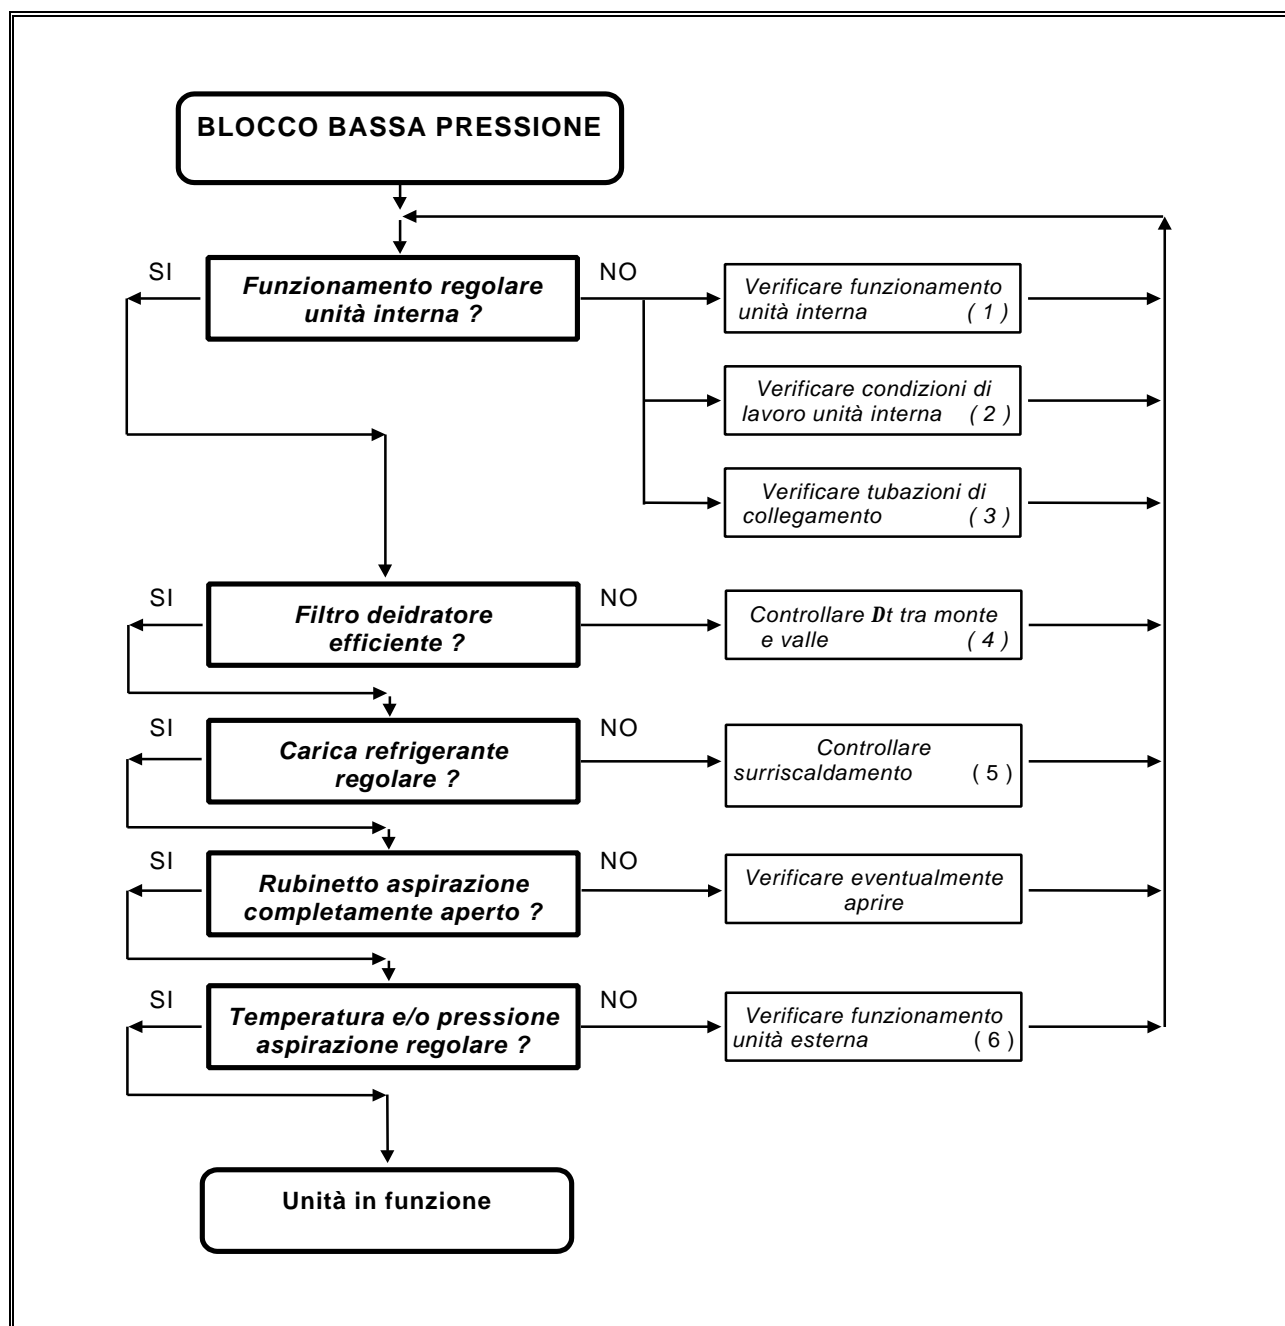 BLOCCO BASSA PRESSIONE
SI
Funzionamento regolare
unità interna ?
NO
Verificare funzionamento
unità interna ( 1 )
Verificare condizioni di
lavoro unità interna ( 2 )
Verificare tubazioni di
collegamento ( 3 )
SI
Filtro deidratore
efficiente ?
NO
Controllare Dt tra monte
e valle ( 4 )
SI
Carica refrigerante
regolare ?
NO
Controllare
surriscaldamento ( 5 )
SI
Rubinetto aspirazione
completamente aperto ?
NO
Verificare eventualmente
aprire
SI
Temperatura e/o pressione
aspirazione regolare ?
NO
Verificare funzionamento
unità esterna ( 6 )
Unità in funzione